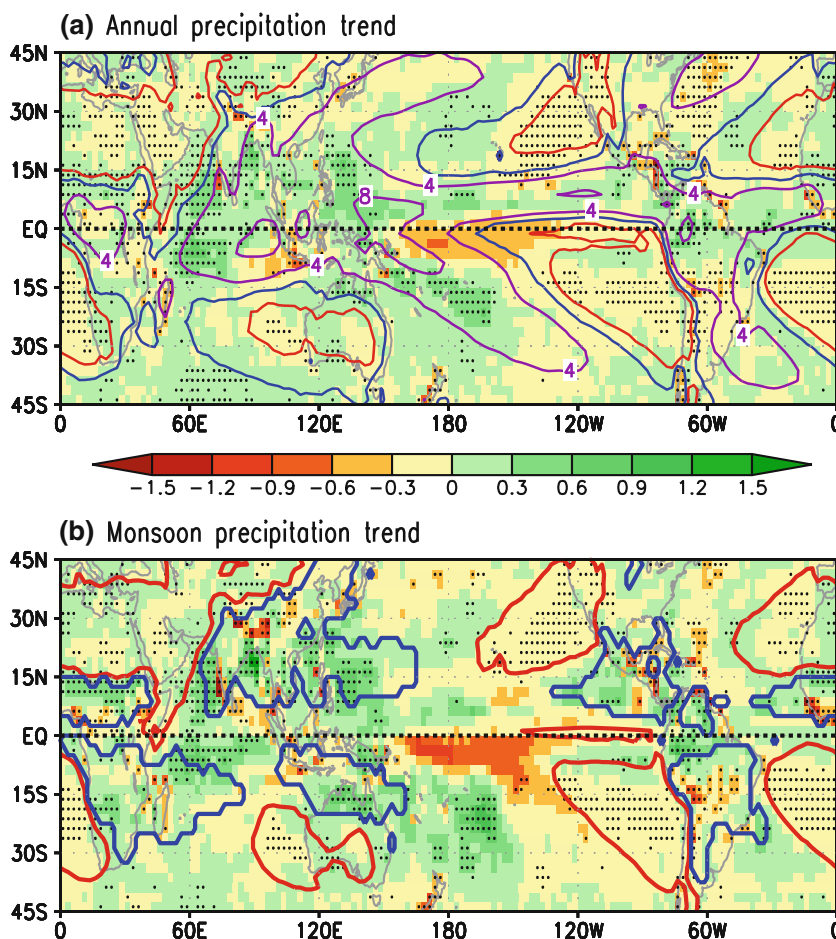 (a) Annual precipitation trend
45N
30N
15N
EQ
15S
30S
45S
4
4
8
4
4
4
4
4
4
4
0
60E
120E
180
120W
60W
0
-1.5
-1.2
-0.9
-0.6
-0.3
0
0.3
0.6
0.9
1.2
1.5
(b) Monsoon precipitation trend
45N
30N
15N
EQ
15S
30S
45S
0
60E
120E
180
120W
60W
0